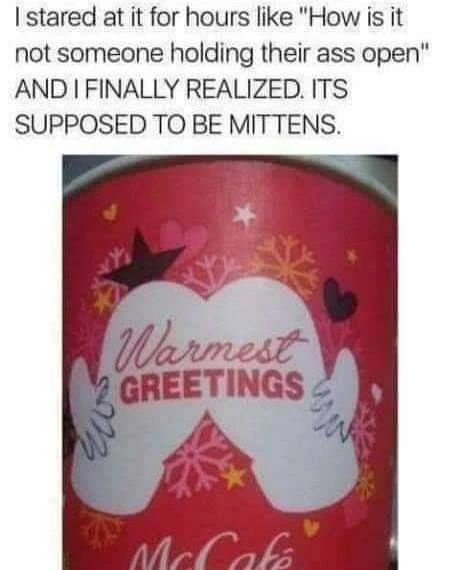 I stared at it for hours like "How is it
not someone holding their ass open"
AND I FINALLY REALIZED. ITS
SUPPOSED TO BE MITTENS.
Warmest
GREETINGS
McCafé